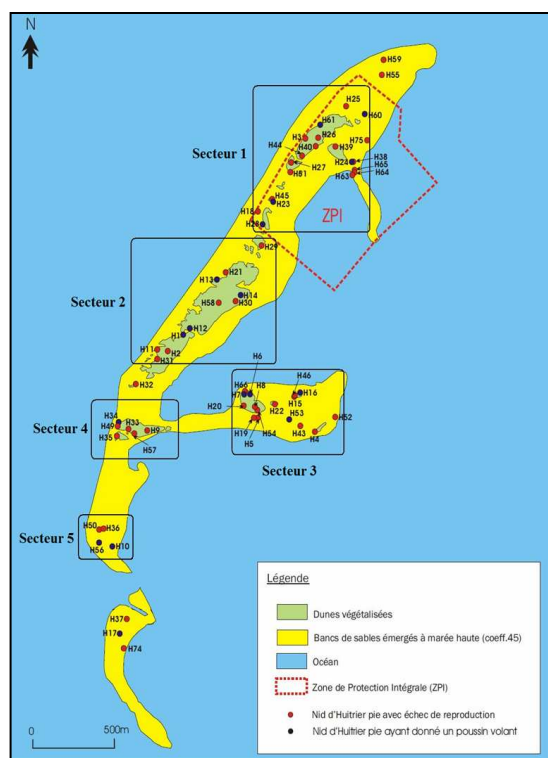 N
H59
H55
H25
H61
H60
H3
H26
H75
H44
H40
H39
Secteur 1
H38
H24
H65
H27
H64
H81
H63
H45
H23
H18
ZPI
H28
H29
H21
H13
Secteur 2
H14
H58
H30
H12
H1
H11
H2
H6
H31
H32
H66
H8
H46
H7
H16
H15
H20
H22
H34
H53
H52
Secteur 4
H49
H33
H9
H35
H19
H54
H43
H4
H5
H57
Secteur 3
H50
H36
Secteur 5
H56
H10
H37
H17
H74
0
500m
Légende
Dunes végétalisées
Bancs de sables émergés à marée haute (coeff.45)
Océan
Zone de Protection Intégrale (ZPI)
Nid d'Huitrier pie avec échec de reproduction
Nid d'Huitrier pie ayant donné un poussin volant